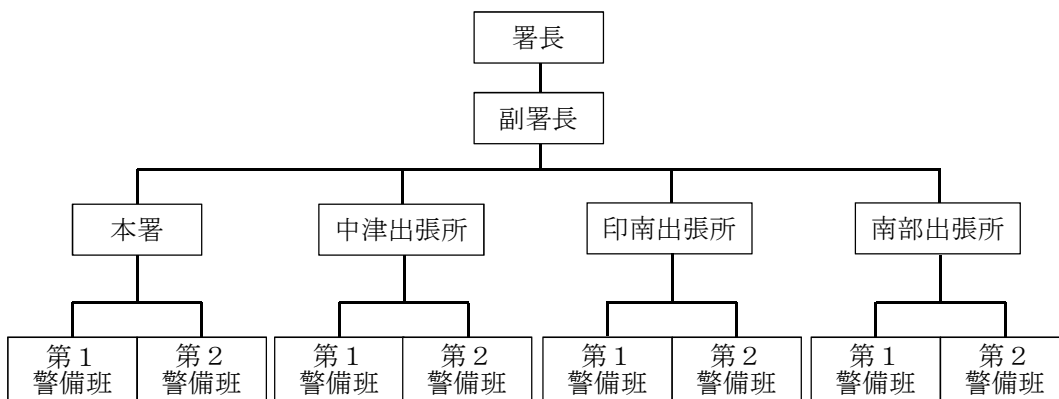 署長
副署長
本署
中津出張所
印南出張所
南部出張所
第１
警備班
第２
警備班
第１
警備班
第２
警備班
第１
警備班
第２
警備班
第１
警備班
第２
警備班